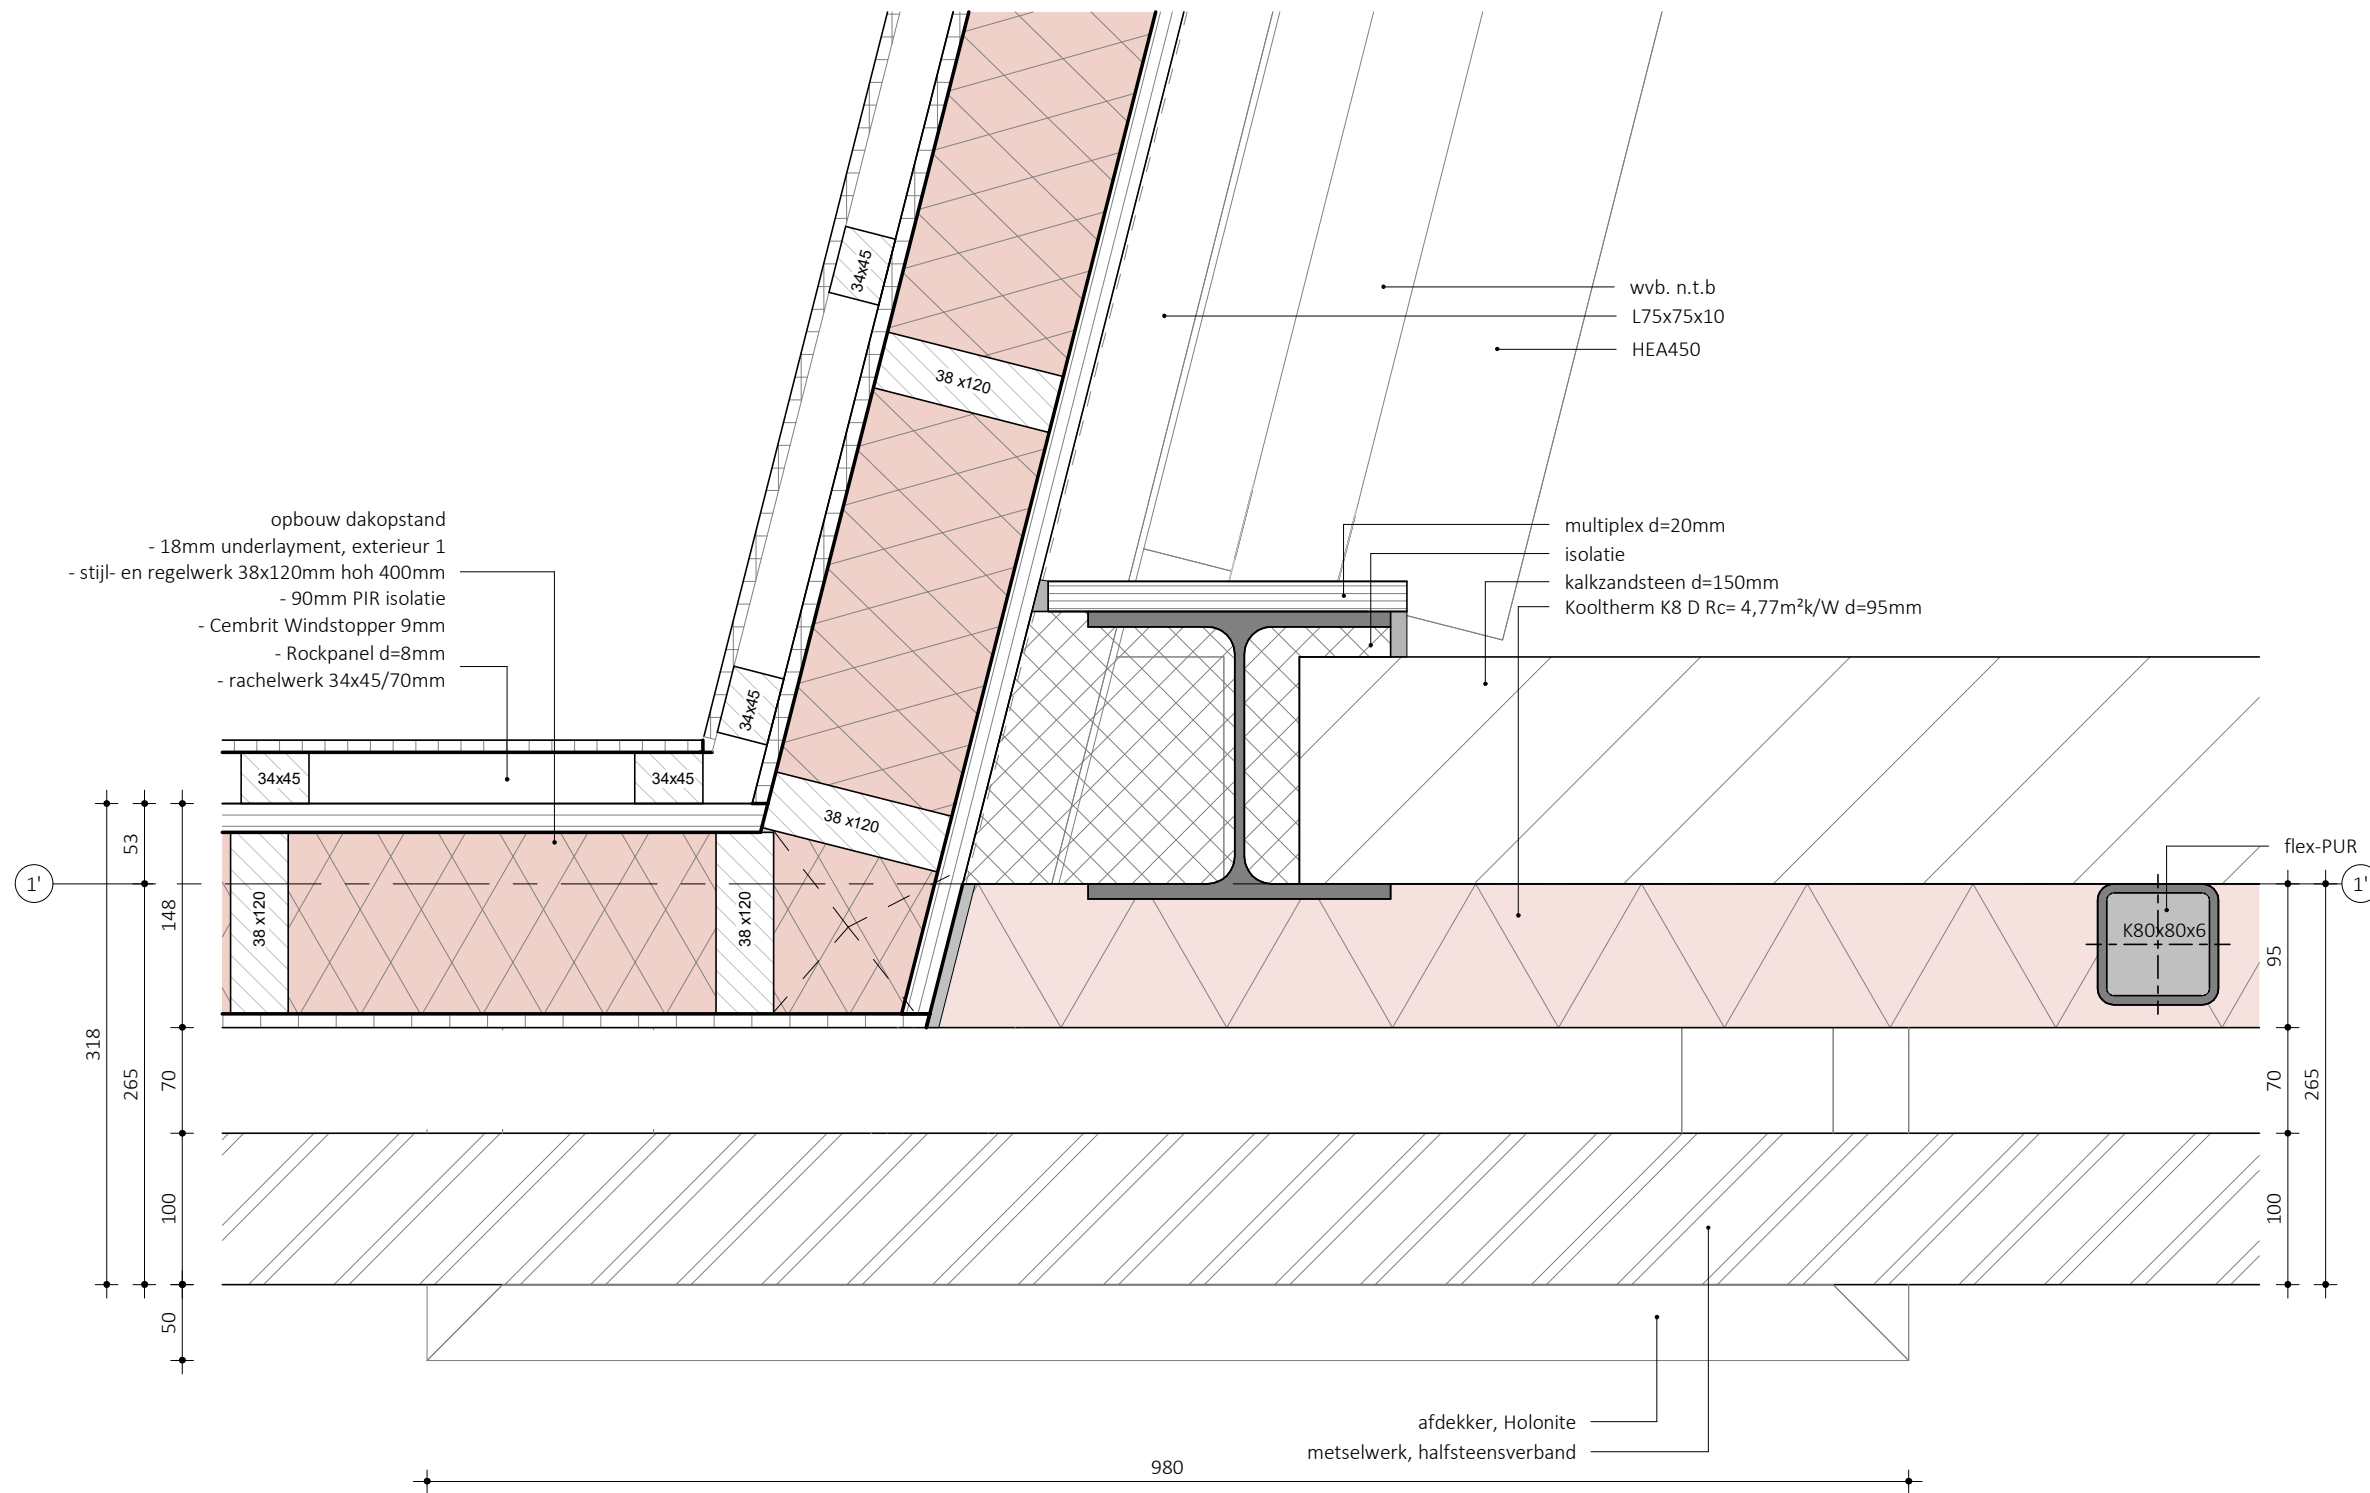 34x45
38 x120
wvb. n.t.b
L75x75x10
HEA450
opbouw dakopstand
- 18mm underlayment, exterieur 1
- stijl- en regelwerk 38x120mm hoh 400mm
- 90mm PIR isolatie
- Cembrit Windstopper 9mm
- Rockpanel d=8mm
- rachelwerk 34x45/70mm
multiplex d=20mm
isolatie
kalkzandsteen d=150mm
Kooltherm K8 D Rc= 4,77m²k/W d=95mm
34x45
34x45
34x45
38 x120
38 x120
38 x120
flex-PUR
K80x80x6
1'
1'
53
148
318
265
70
100
50
95
70
265
100
afdekker, Holonite
metselwerk, halfsteensverband
980